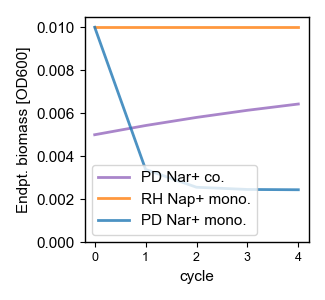 0.010
0.008
0.006
0.004
0.002
0.000
Endpt. biomass [OD600]
PD Nar+ co.
RH Nap+ mono.
PD Nar+ mono.
0 1 2 3 4
cycle